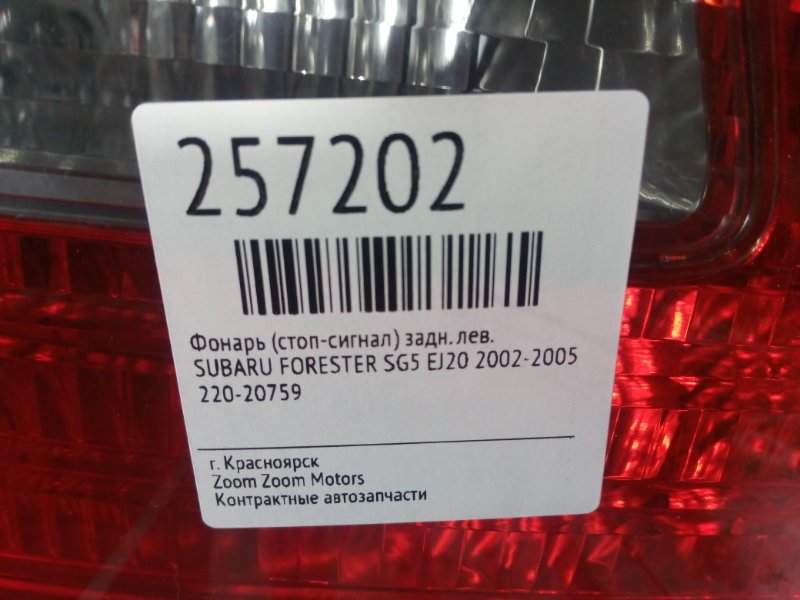 257202
Фонарь (стоп-сигнал) задн. лев.
SUBARU FORESTER SG5 EJ20 2002-2005
220-20759
г. Красноярск
Zoom Zoom Motors
Контрактные автозапчасти